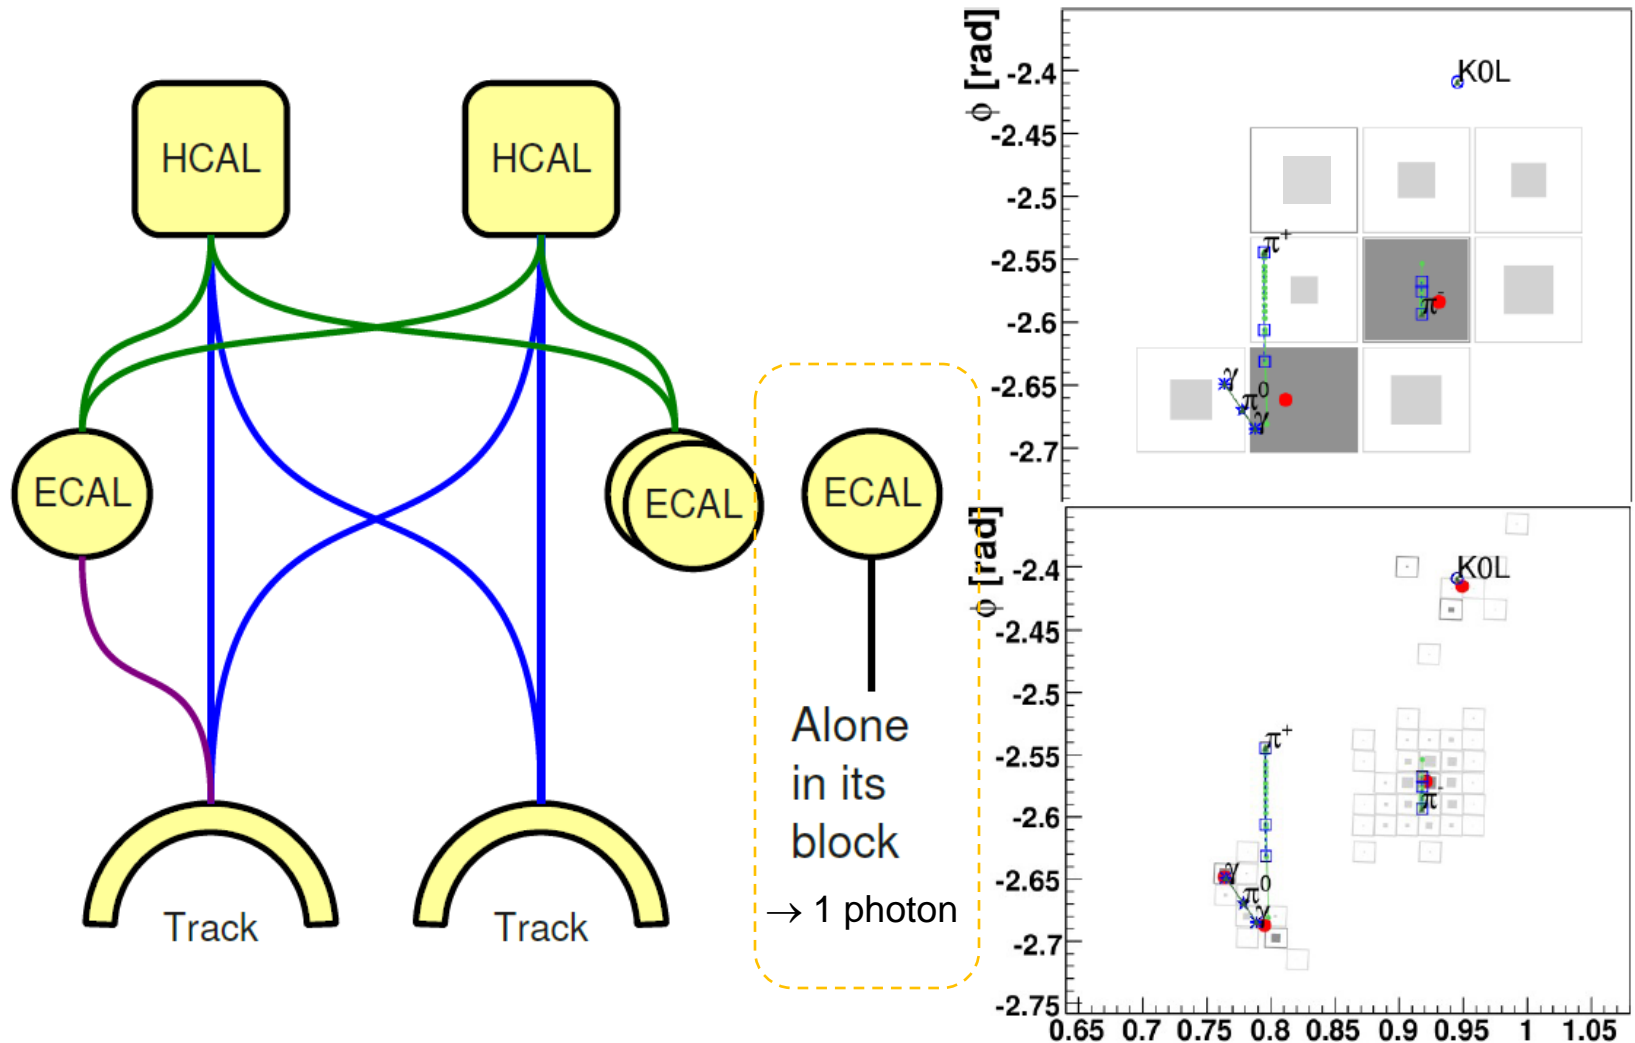 HCAL
HCAL
ECAL
ECAL
ECAL
Alone
in its
block
→ 1 photon
Track
Track
ϕ [rad]
-2.4
-2.45
-2.5
-2.55
-2.6
-2.65
-2.7
K0L
π+
π-
γ
π0
γ
ϕ [rad]
-2.4
-2.45
-2.5
-2.55
-2.6
-2.65
-2.7
-2.75
K0L
π+
π-
γ
π0
γ
0.65 0.7 0.75 0.8 0.85 0.9 0.95 1 1.05